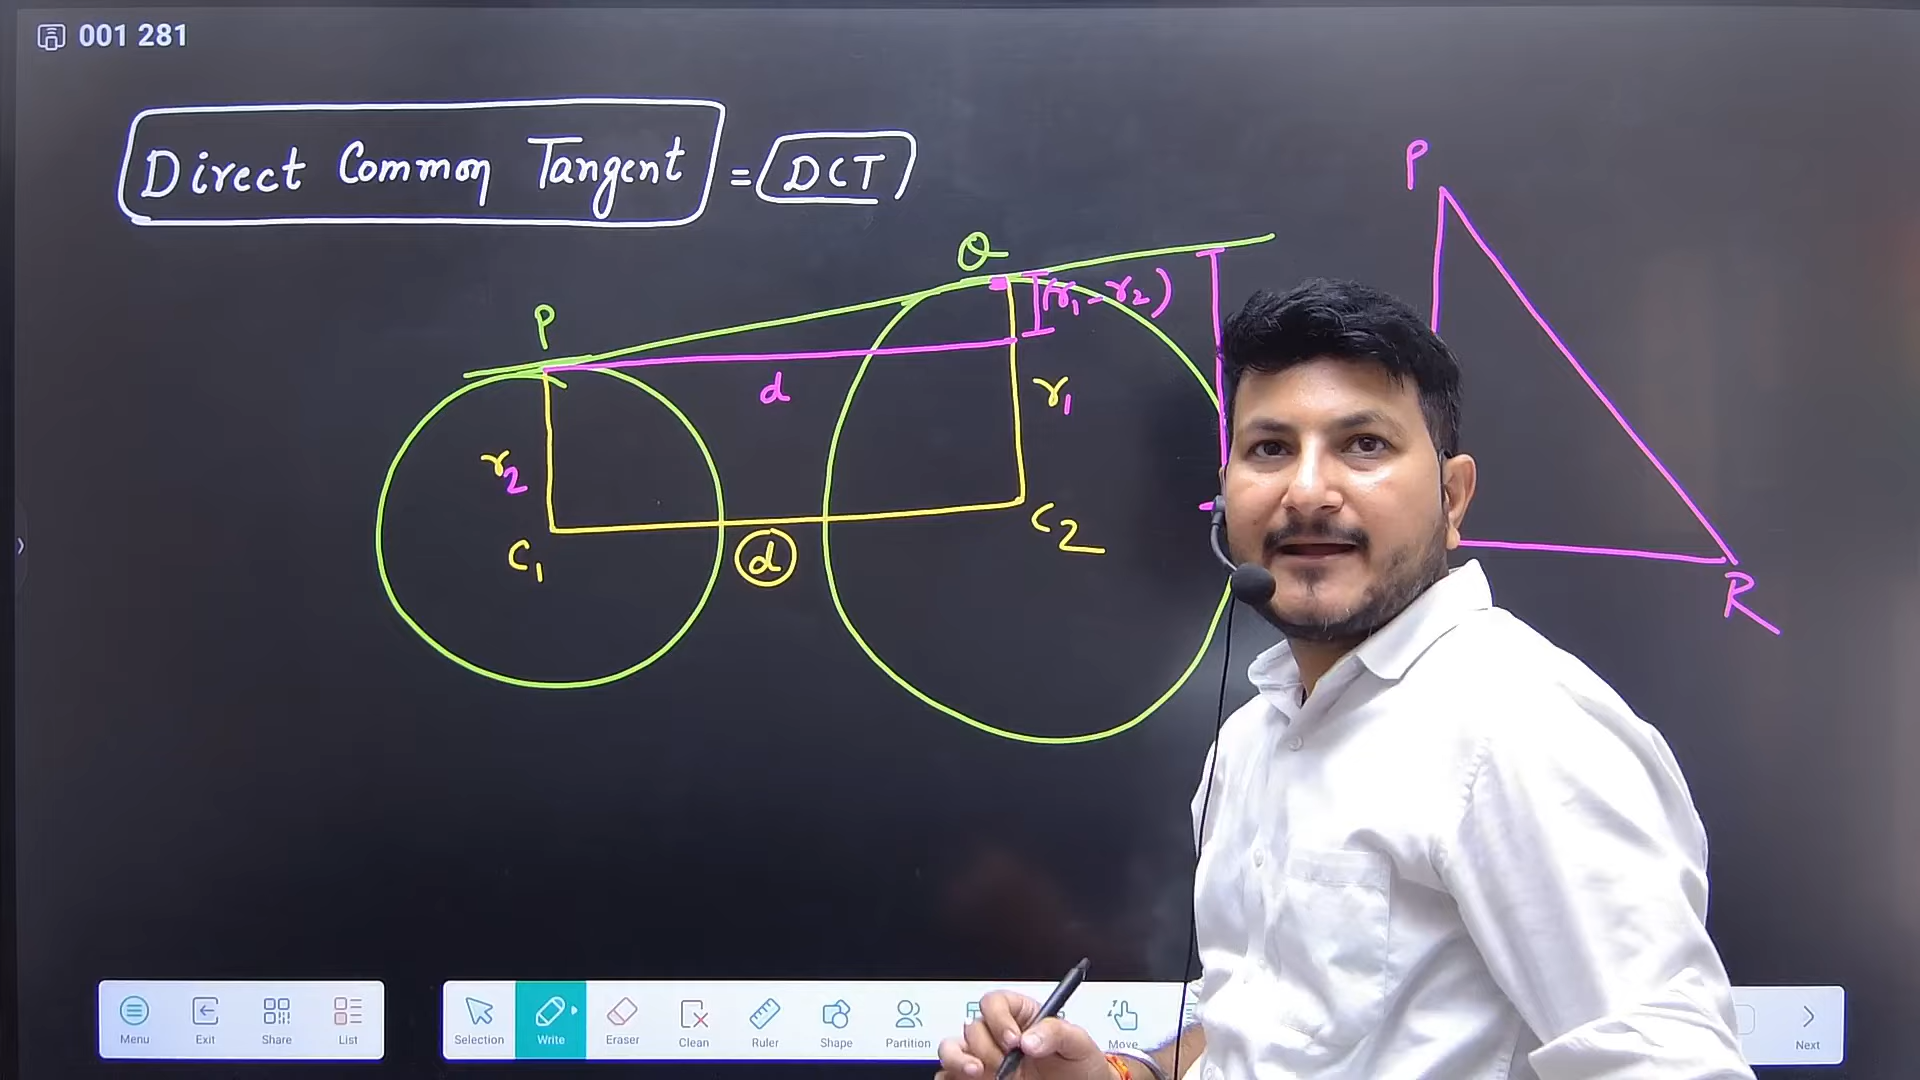 001 281
Direct Common Tangent = DCT
P
Q
P
(r₁ - r₂)
d
r₁
r₂
C₁
C₂
d
R
Menu
Exit
Share
List
Selection
Write
Eraser
Clean
Ruler
Shape
Partition
Move
Next